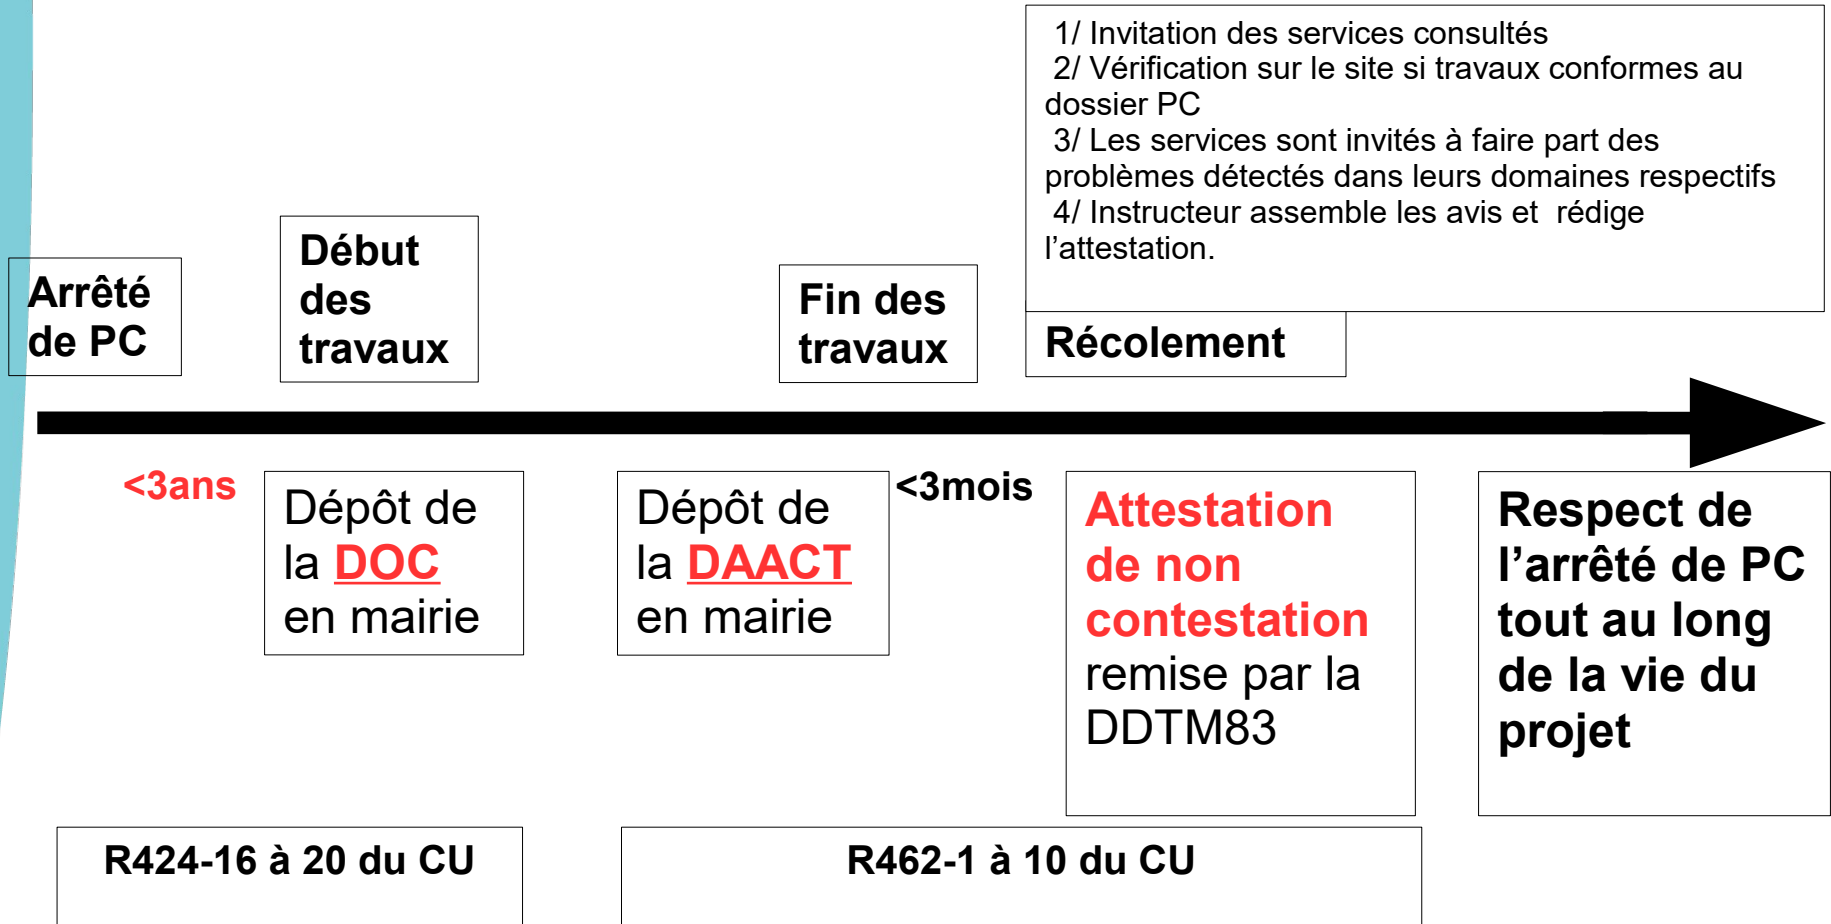 1/ Invitation des services consultés
2/ Vérification sur le site si travaux conformes au
dossier PC
3/ Les services sont invités à faire part des
problèmes détectés dans leurs domaines respectifs
4/ Instructeur assemble les avis et rédige
l’attestation.
Arrêté
de PC
Début
des
travaux
Fin des
travaux
Récolement
<3ans
Dépôt de
la DOC
en mairie
Dépôt de
la DAACT
en mairie
<3mois
Attestation
de non
contestation
remise par la
DDTM83
Respect de
l’arrêté de PC
tout au long
de la vie du
projet
R424-16 à 20 du CU
R462-1 à 10 du CU